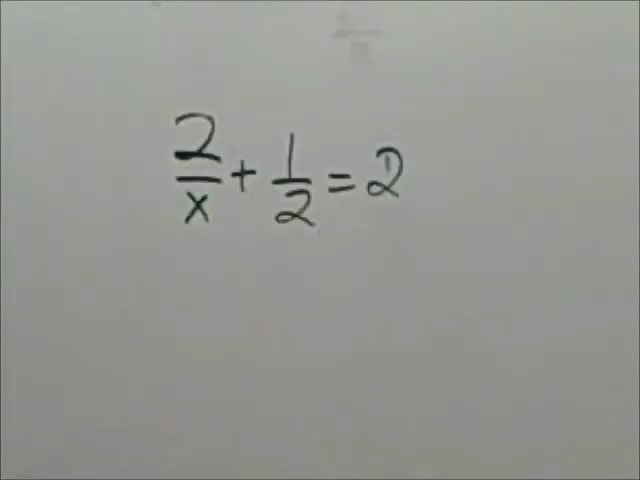 2/x + 1/2 = 2